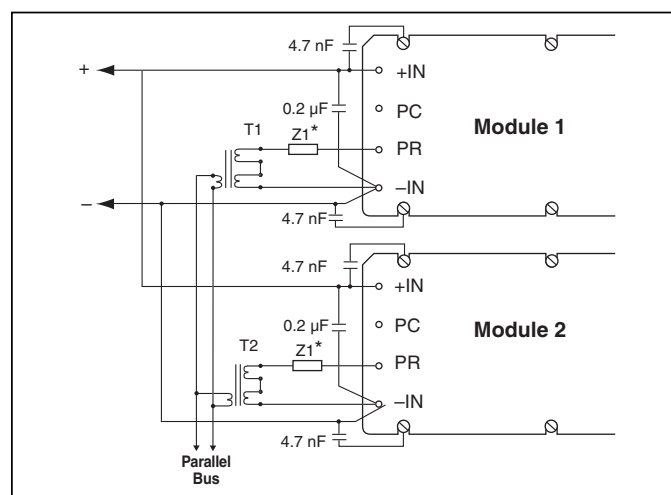 4.7 nF
+
+IN
0.2 µF
PC
T1
Z1*
Module 1
PR
–IN
–
4.7 nF
4.7 nF
+IN
0.2 µF
PC
Module 2
T2
Z1*
PR
–IN
4.7 nF
Parallel
Bus